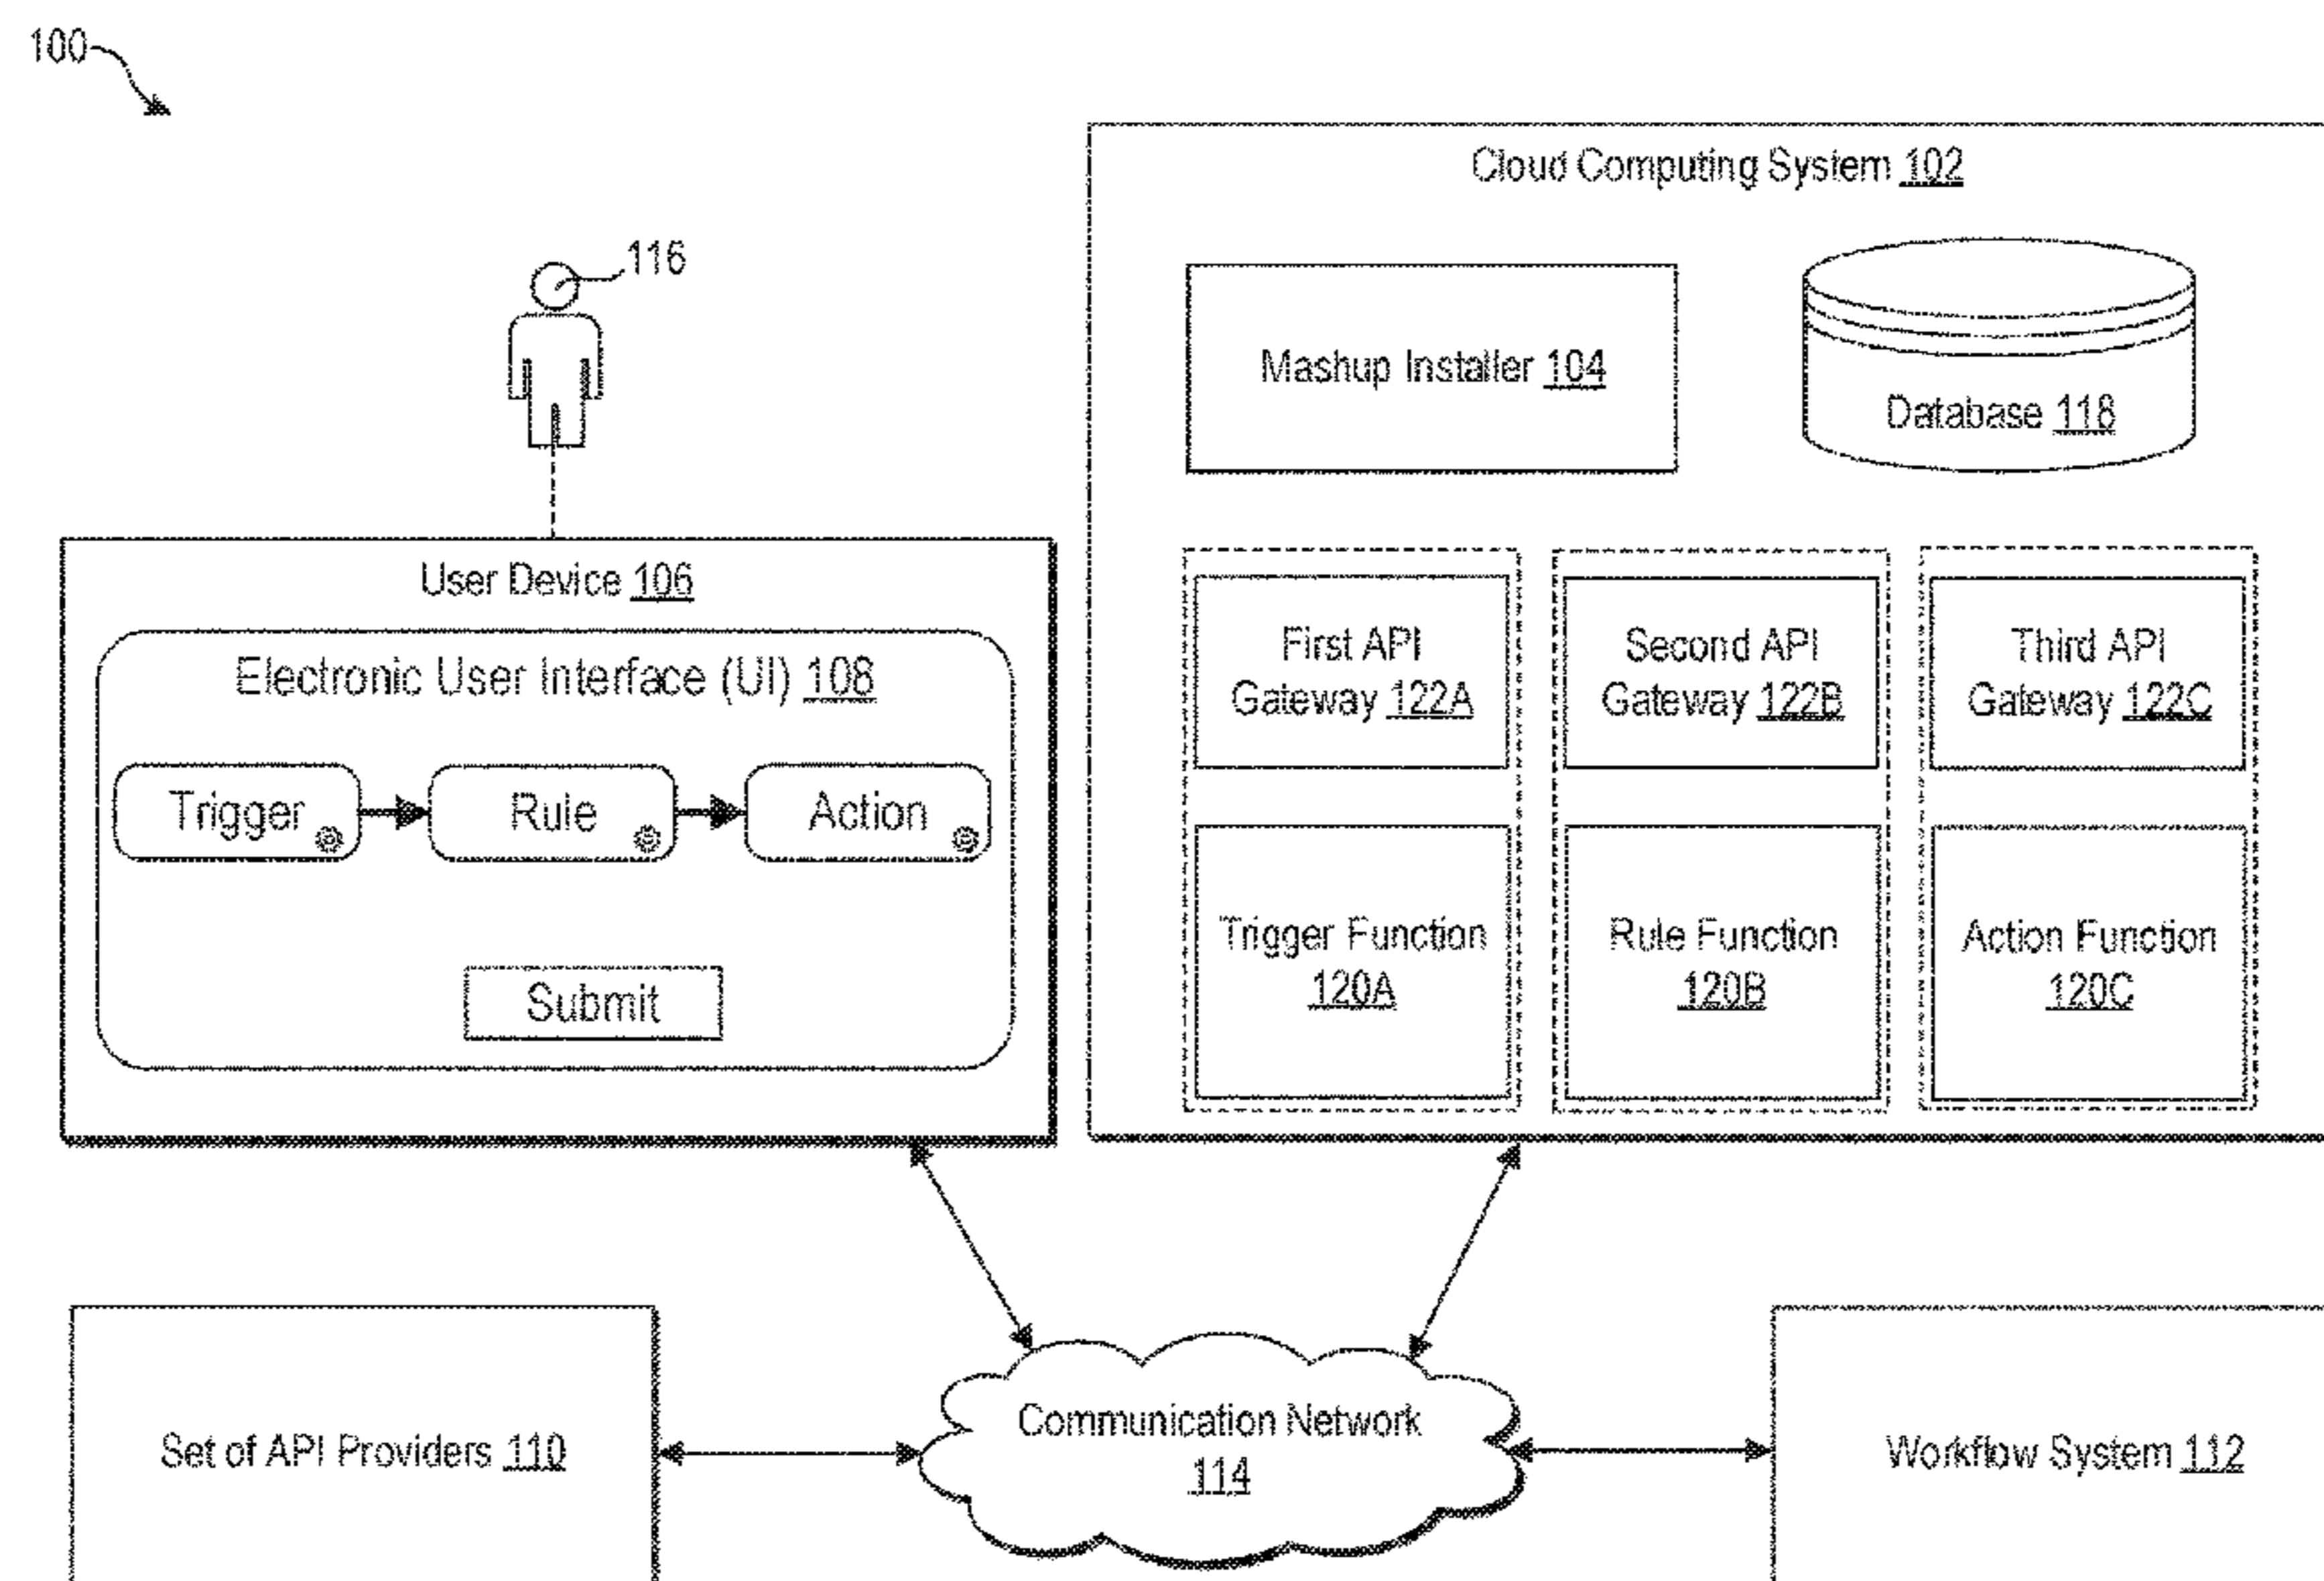 100
Cloud Computing System 102
116
Mashup Installer 104
Database 118
User Device 106
Electronic User Interface (UI) 108
Trigger
Rule
Action
Submit
First API
Gateway 122A
Second API
Gateway 122B
Third API
Gateway 122C
Trigger Function
120A
Rule Function
120B
Action Function
120C
Set of API Providers 110
Communication Network
114
Workflow System 112